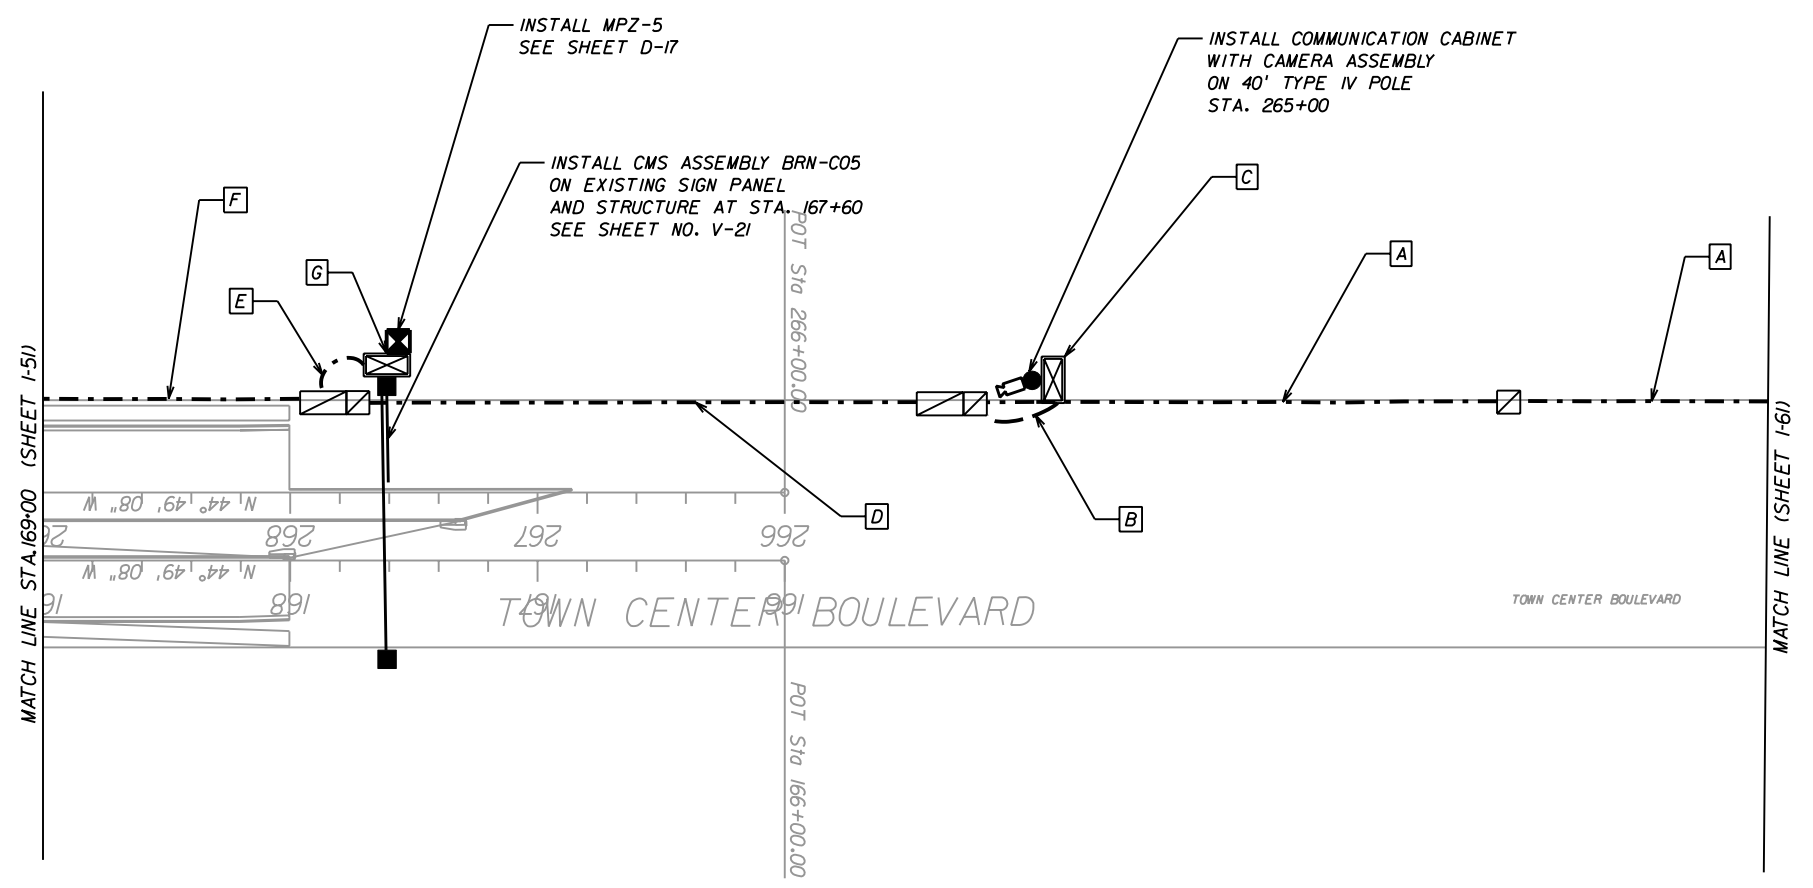 INSTALL MPZ-5
SEE SHEET D-17
INSTALL COMMUNICATION CABINET
WITH CAMERA ASSEMBLY
ON 40' TYPE IV POLE
STA. 265+00
INSTALL CMS ASSEMBLY BRN-C05
ON EXISTING SIGN PANEL
AND STRUCTURE AT STA. 167+60
SEE SHEET NO. V-21
F
G
E
C
A
A
D
B
POT Sta 266+00.00
MATCH LINE STA.169+00 (SHEET I-51)
MATCH LINE (SHEET I-61)
N 44° 49' 08" W
268
267
266
N 44° 49' 08" W
168
167
166
TOWN CENTER BOULEVARD
TOWN CENTER BOULEVARD
POT Sta 166+00.00